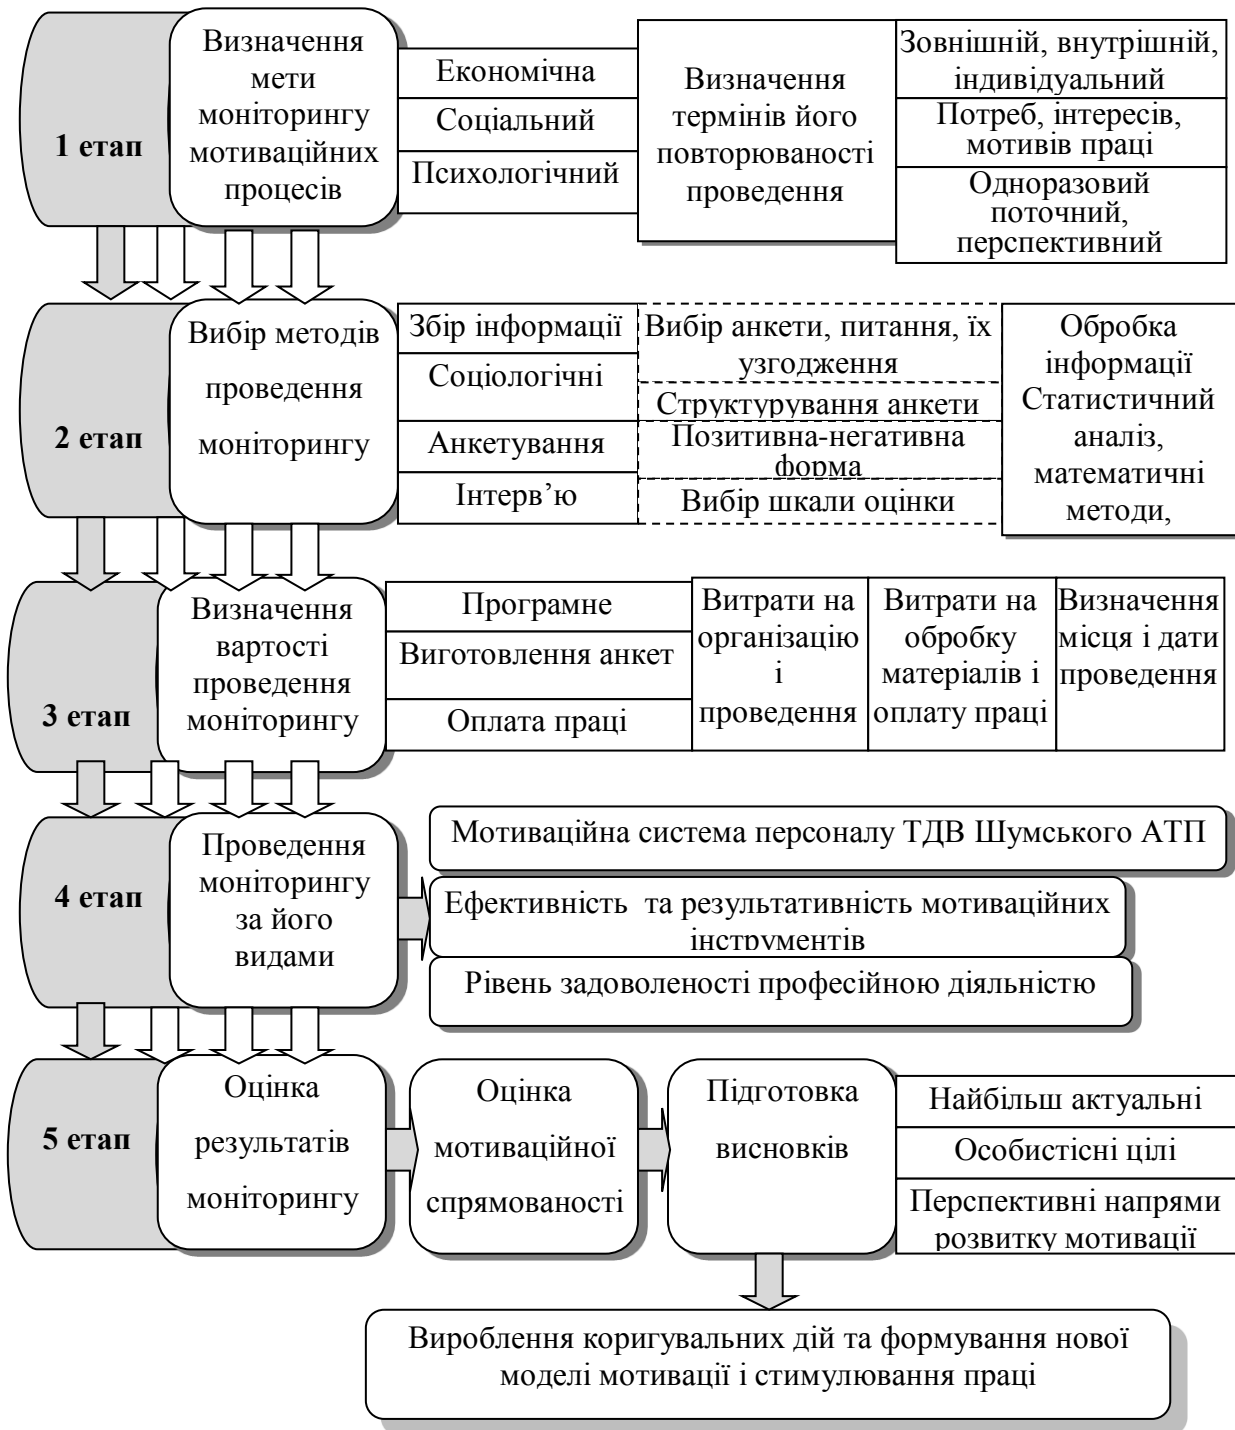 1 етап
Визначення
мети
моніторингу
мотиваційних
процесів
Економічна
Соціальний
Психологічний
Визначення
термінів його
повторюваності
проведення
Зовнішній, внутрішній,
індивідуальний
Потреб, інтересів,
мотивів праці
Одноразовий
поточний,
перспективний
2 етап
Вибір методів
проведення
моніторингу
Збір інформації
Соціологічні
Анкетування
Інтерв’ю
Вибір анкети, питання, їх
узгодження
Структурування анкети
Позитивна-негативна
форма
Вибір шкали оцінки
Обробка
інформації
Статистичний
аналіз,
математичні
методи,
3 етап
Визначення
вартості
проведення
моніторингу
Програмне
Виготовлення анкет
Оплата праці
Витрати на
організацію
і
проведення
Витрати на
обробку
матеріалів і
оплату праці
Визначення
місця і дати
проведення
4 етап
Проведення
моніторингу
за його
видами
Мотиваційна система персоналу ТДВ Шумського АТП
Ефективність та результативність мотиваційних
інструментів
Рівень задоволеності професійною діяльністю
5 етап
Оцінка
результатів
моніторингу
Оцінка
мотиваційної
спрямованості
Підготовка
висновків
Найбільш актуальні
Особистісні цілі
Перспективні напрями
розвитку мотивації
Вироблення коригувальних дій та формування нової
моделі мотивації і стимулювання праці